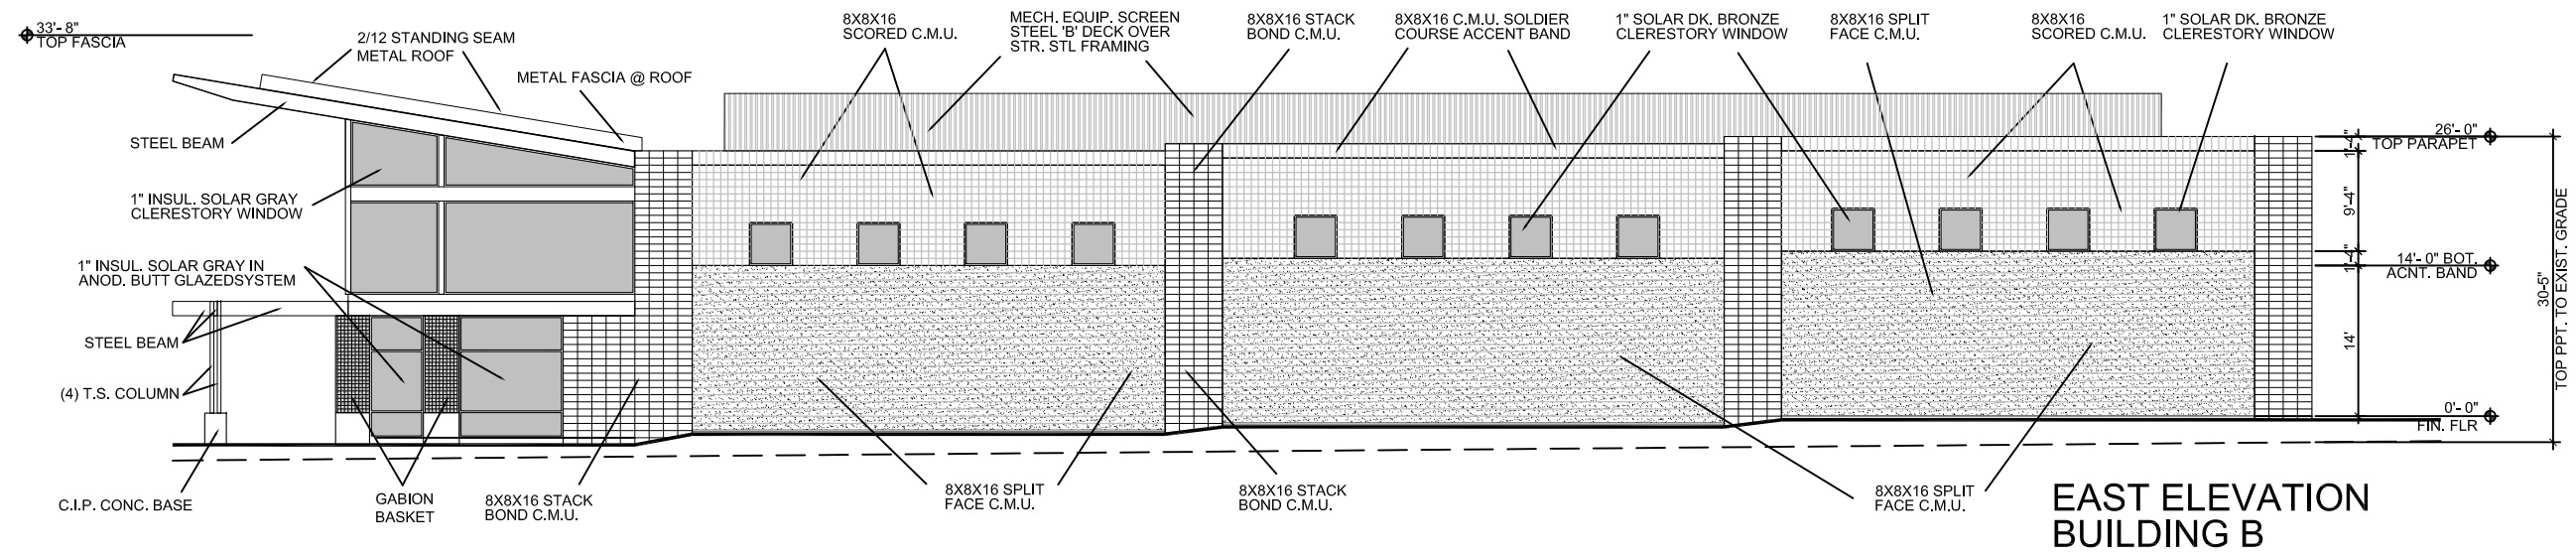 33'- 8"
TOP FASCIA
2/12 STANDING SEAM
METAL ROOF
METAL FASCIA @ ROOF
8X8X16
SCORED C.M.U.
MECH. EQUIP. SCREEN
STEEL 'B' DECK OVER
STR. STL FRAMING
8X8X16 STACK
BOND C.M.U.
8X8X16 C.M.U. SOLDIER
COURSE ACCENT BAND
1" SOLAR DK. BRONZE
CLERESTORY WINDOW
8X8X16 SPLIT
FACE C.M.U.
8X8X16
SCORED C.M.U.
1" SOLAR DK. BRONZE
CLERESTORY WINDOW
STEEL BEAM
1" INSUL. SOLAR GRAY
CLERESTORY WINDOW
1" INSUL. SOLAR GRAY IN
ANOD. BUTT GLAZEDSYSTEM
STEEL BEAM
(4) T.S. COLUMN
C.I.P. CONC. BASE
GABION
BASKET
8X8X16 STACK
BOND C.M.U.
8X8X16 SPLIT
FACE C.M.U.
8X8X16 STACK
BOND C.M.U.
8X8X16 SPLIT
FACE C.M.U.
1'-4"
9'-4"
1'-4"
14'
26'- 0"
TOP PARAPET
14'- 0" BOT.
ACNT. BAND
0'- 0"
FIN. FLR
30'-5"
TOP PPT. TO EXIST. GRADE
EAST ELEVATION
BUILDING B